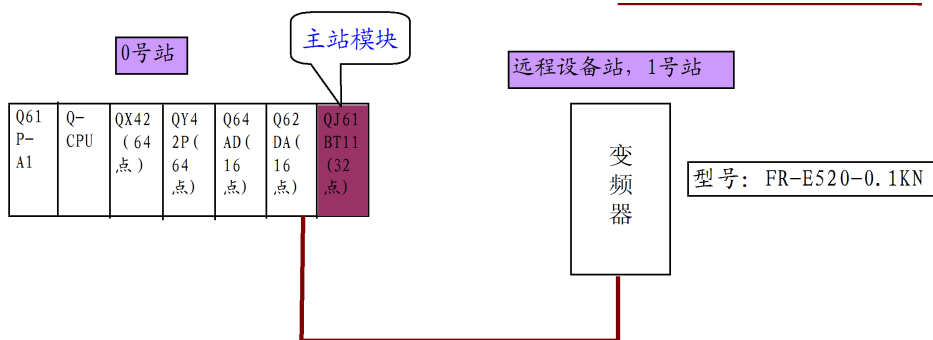 主站模块
0号站
远程设备站, 1号站
Q61
P-
A1
Q-
CPU
QX42
(64
点)
QY4
2P(
64
点)
Q64
AD(
16
点)
Q62
DA(
16
点)
QJ61
BT11
(32
点)
变
频
器
型号: FR-E520-0.1KN